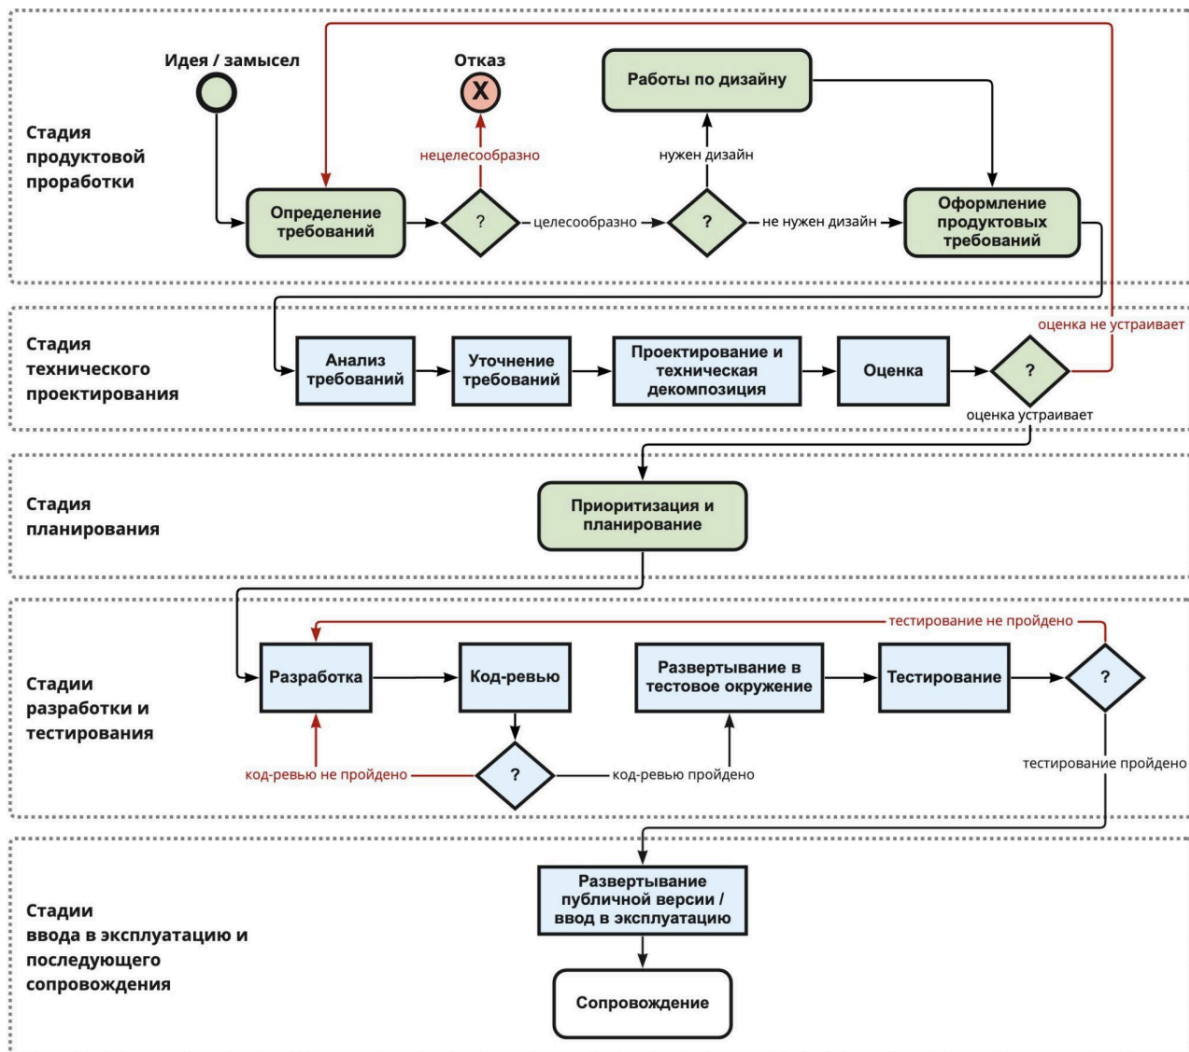 Идея / замысел
Отказ
X
Работы по дизайну
Стадия
продуктовой
проработки
нецелесообразно
нужен дизайн
Определение
требований
?
целесообразно
?
не нужен дизайн
Оформление
продуктовых
требований
оценка не устраивает
Стадия
технического
проектирования
Анализ
требований
Уточнение
требований
Проектирование и
техническая
декомпозиция
Оценка
?
оценка устраивает
Стадия
планирования
Приоритизация и
планирование
тестирование не пройдено
Стадии
разработки и
тестирования
Разработка
Код-ревью
Развертывание в
тестовое окружение
Тестирование
?
код-ревью не пройдено
?
код-ревью пройдено
тестирование пройдено
Стадии
ввода в эксплуатацию и
последующего
сопровождения
Развертывание
публичной версии /
ввод в эксплуатацию
Сопровождение